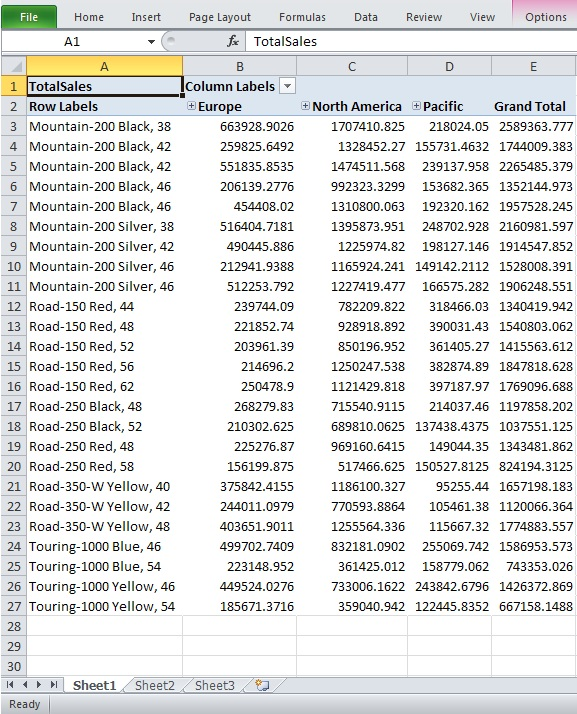 File Home Insert Page Layout Formulas Data Review View Options
A1 fx TotalSales
A B C D E
1 TotalSales Column Labels
2 Row Labels Europe North America Pacific Grand Total
3 Mountain-200 Black, 38 663928.9026 1707410.825 218024.05 2589363.777
4 Mountain-200 Black, 42 259825.6492 1328452.27 155731.4632 1744009.383
5 Mountain-200 Black, 42 551835.8535 1474511.568 239137.958 2265485.379
6 Mountain-200 Black, 46 206139.2776 992323.3299 153682.365 1352144.973
7 Mountain-200 Black, 46 454408.02 1310800.063 192320.162 1957528.245
8 Mountain-200 Silver, 38 516404.7181 1395873.951 248702.928 2160981.597
9 Mountain-200 Silver, 42 490445.886 1225974.82 198127.146 1914547.852
10 Mountain-200 Silver, 46 212941.9388 1165924.241 149142.2112 1528008.391
11 Mountain-200 Silver, 46 512253.792 1227419.477 166575.282 1906248.551
12 Road-150 Red, 44 239744.09 782209.822 318466.03 1340419.942
13 Road-150 Red, 48 221852.74 928918.892 390031.43 1540803.062
14 Road-150 Red, 52 203961.39 850196.952 361405.27 1415563.612
15 Road-150 Red, 56 214696.2 1250247.538 382874.89 1847818.628
16 Road-150 Red, 62 250478.9 1121429.818 397187.97 1769096.688
17 Road-250 Black, 48 268279.83 715540.9115 214037.46 1197858.202
18 Road-250 Black, 52 210302.625 689810.0625 137438.4375 1037551.125
19 Road-250 Red, 48 225276.87 969160.6415 149044.35 1343481.862
20 Road-250 Red, 58 156199.875 517466.625 150527.8125 824194.3125
21 Road-350-W Yellow, 40 375842.4155 1186100.327 95255.44 1657198.183
22 Road-350-W Yellow, 42 244011.0979 770593.8864 105461.38 1120066.364
23 Road-350-W Yellow, 48 403651.9011 1255564.336 115667.32 1774883.557
24 Touring-1000 Blue, 46 499702.7409 832181.0902 255069.742 1586953.573
25 Touring-1000 Blue, 54 223148.952 361425.012 158779.062 743353.026
26 Touring-1000 Yellow, 46 449524.0276 733006.1622 243842.6796 1426372.869
27 Touring-1000 Yellow, 54 185671.3716 359040.942 122445.8352 667158.1488
28
29
30
Sheet1 Sheet2 Sheet3
Ready